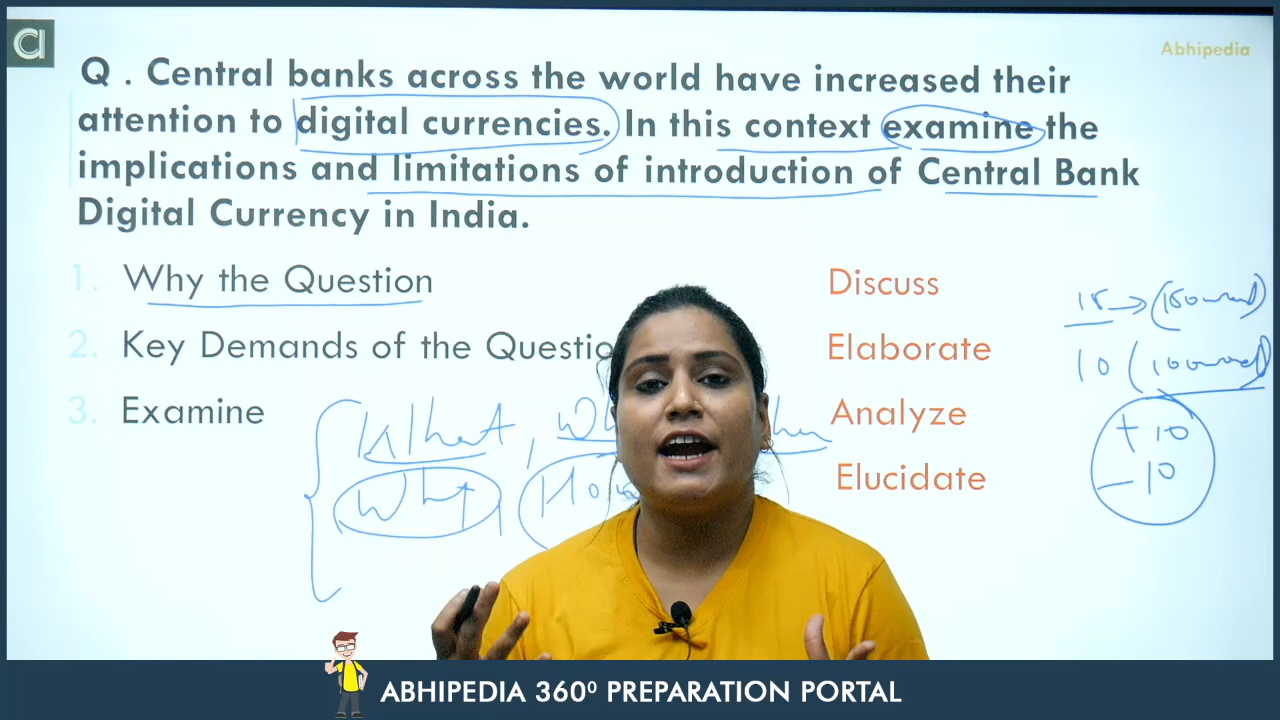 Abhipedia
Q . Central banks across the world have increased their
attention to digital currencies. In this context examine the
implications and limitations of introduction of Central Bank
Digital Currency in India.
1. Why the Question
2. Key Demands of the Questio
3. Examine
Discuss
Elaborate
Analyze
Elucidate
What,
Why
10
+ 10
- 10
ABHIPEDIA 360⁰ PREPARATION PORTAL